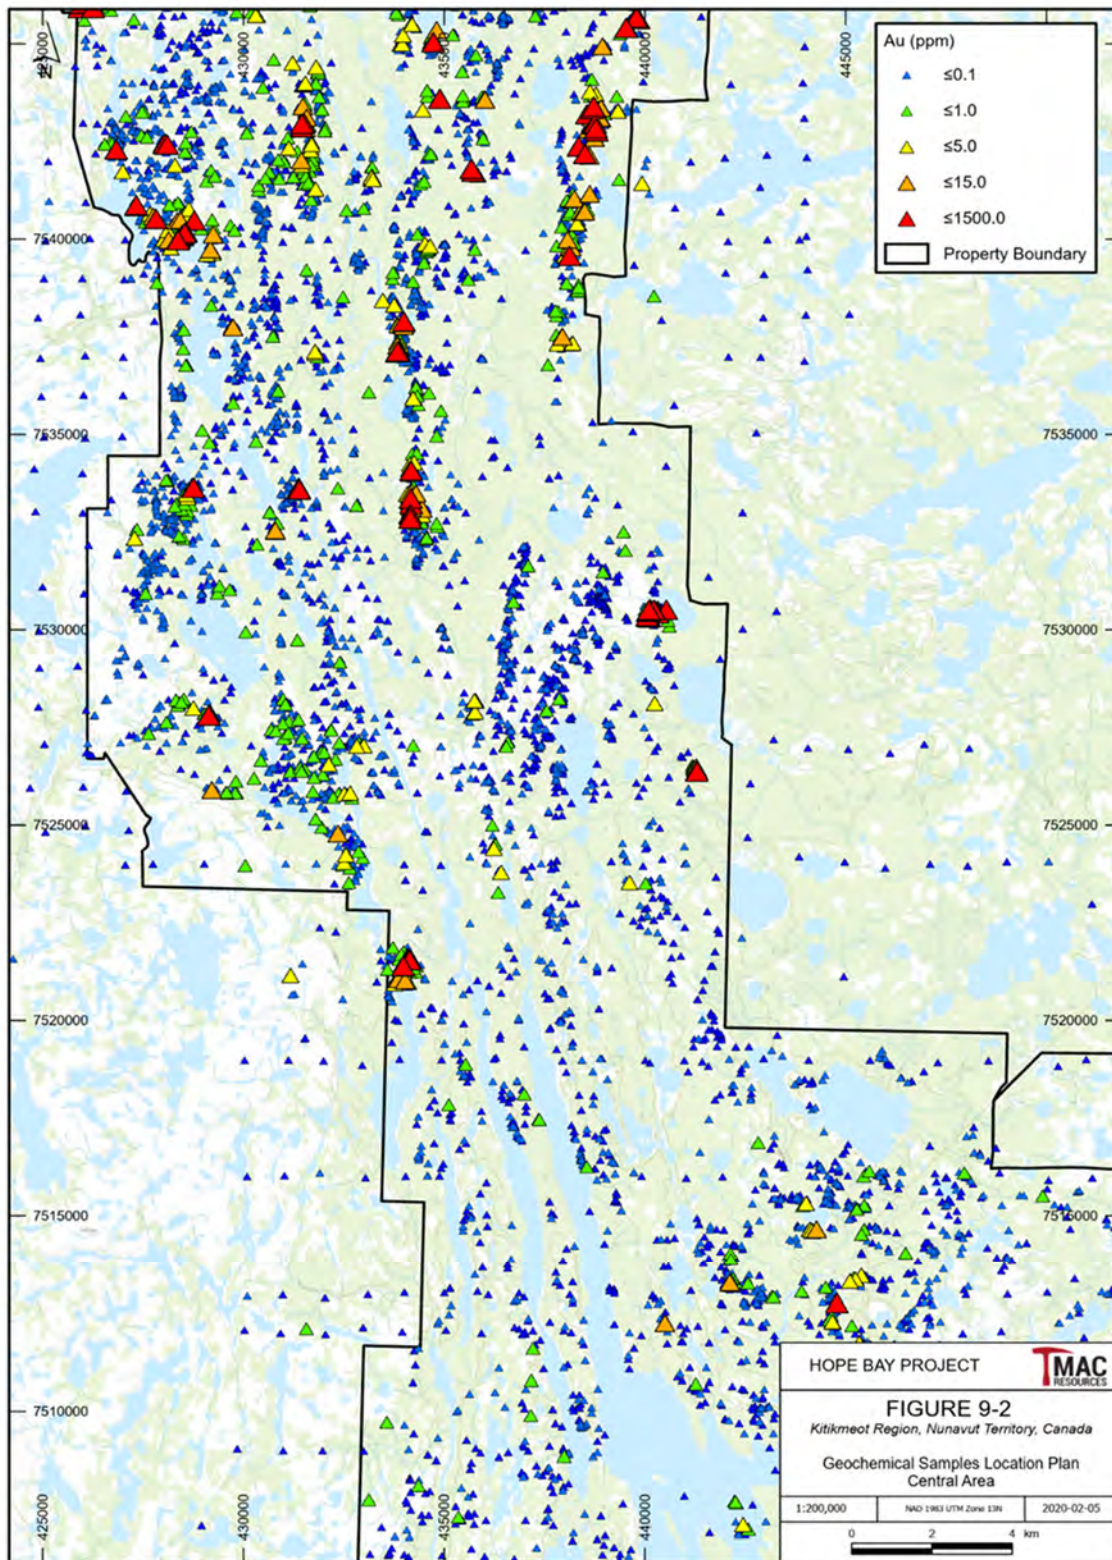 425000
430000
435000
440000
445000
N
Au (ppm)
≤0.1
≤1.0
≤5.0
≤15.0
≤1500.0
Property Boundary
7540000
7535000
7535000
7530000
7530000
7525000
7525000
7520000
7520000
7515000
7515000
7510000
425000
430000
435000
440000
HOPE BAY PROJECT
TMAC
RESOURCES
FIGURE 9-2
Kitikmeot Region, Nunavut Territory, Canada
Geochemical Samples Location Plan
Central Area
1:200,000
NAD 1983 UTM Zone 13N
2020-02-05
0 2 4 km